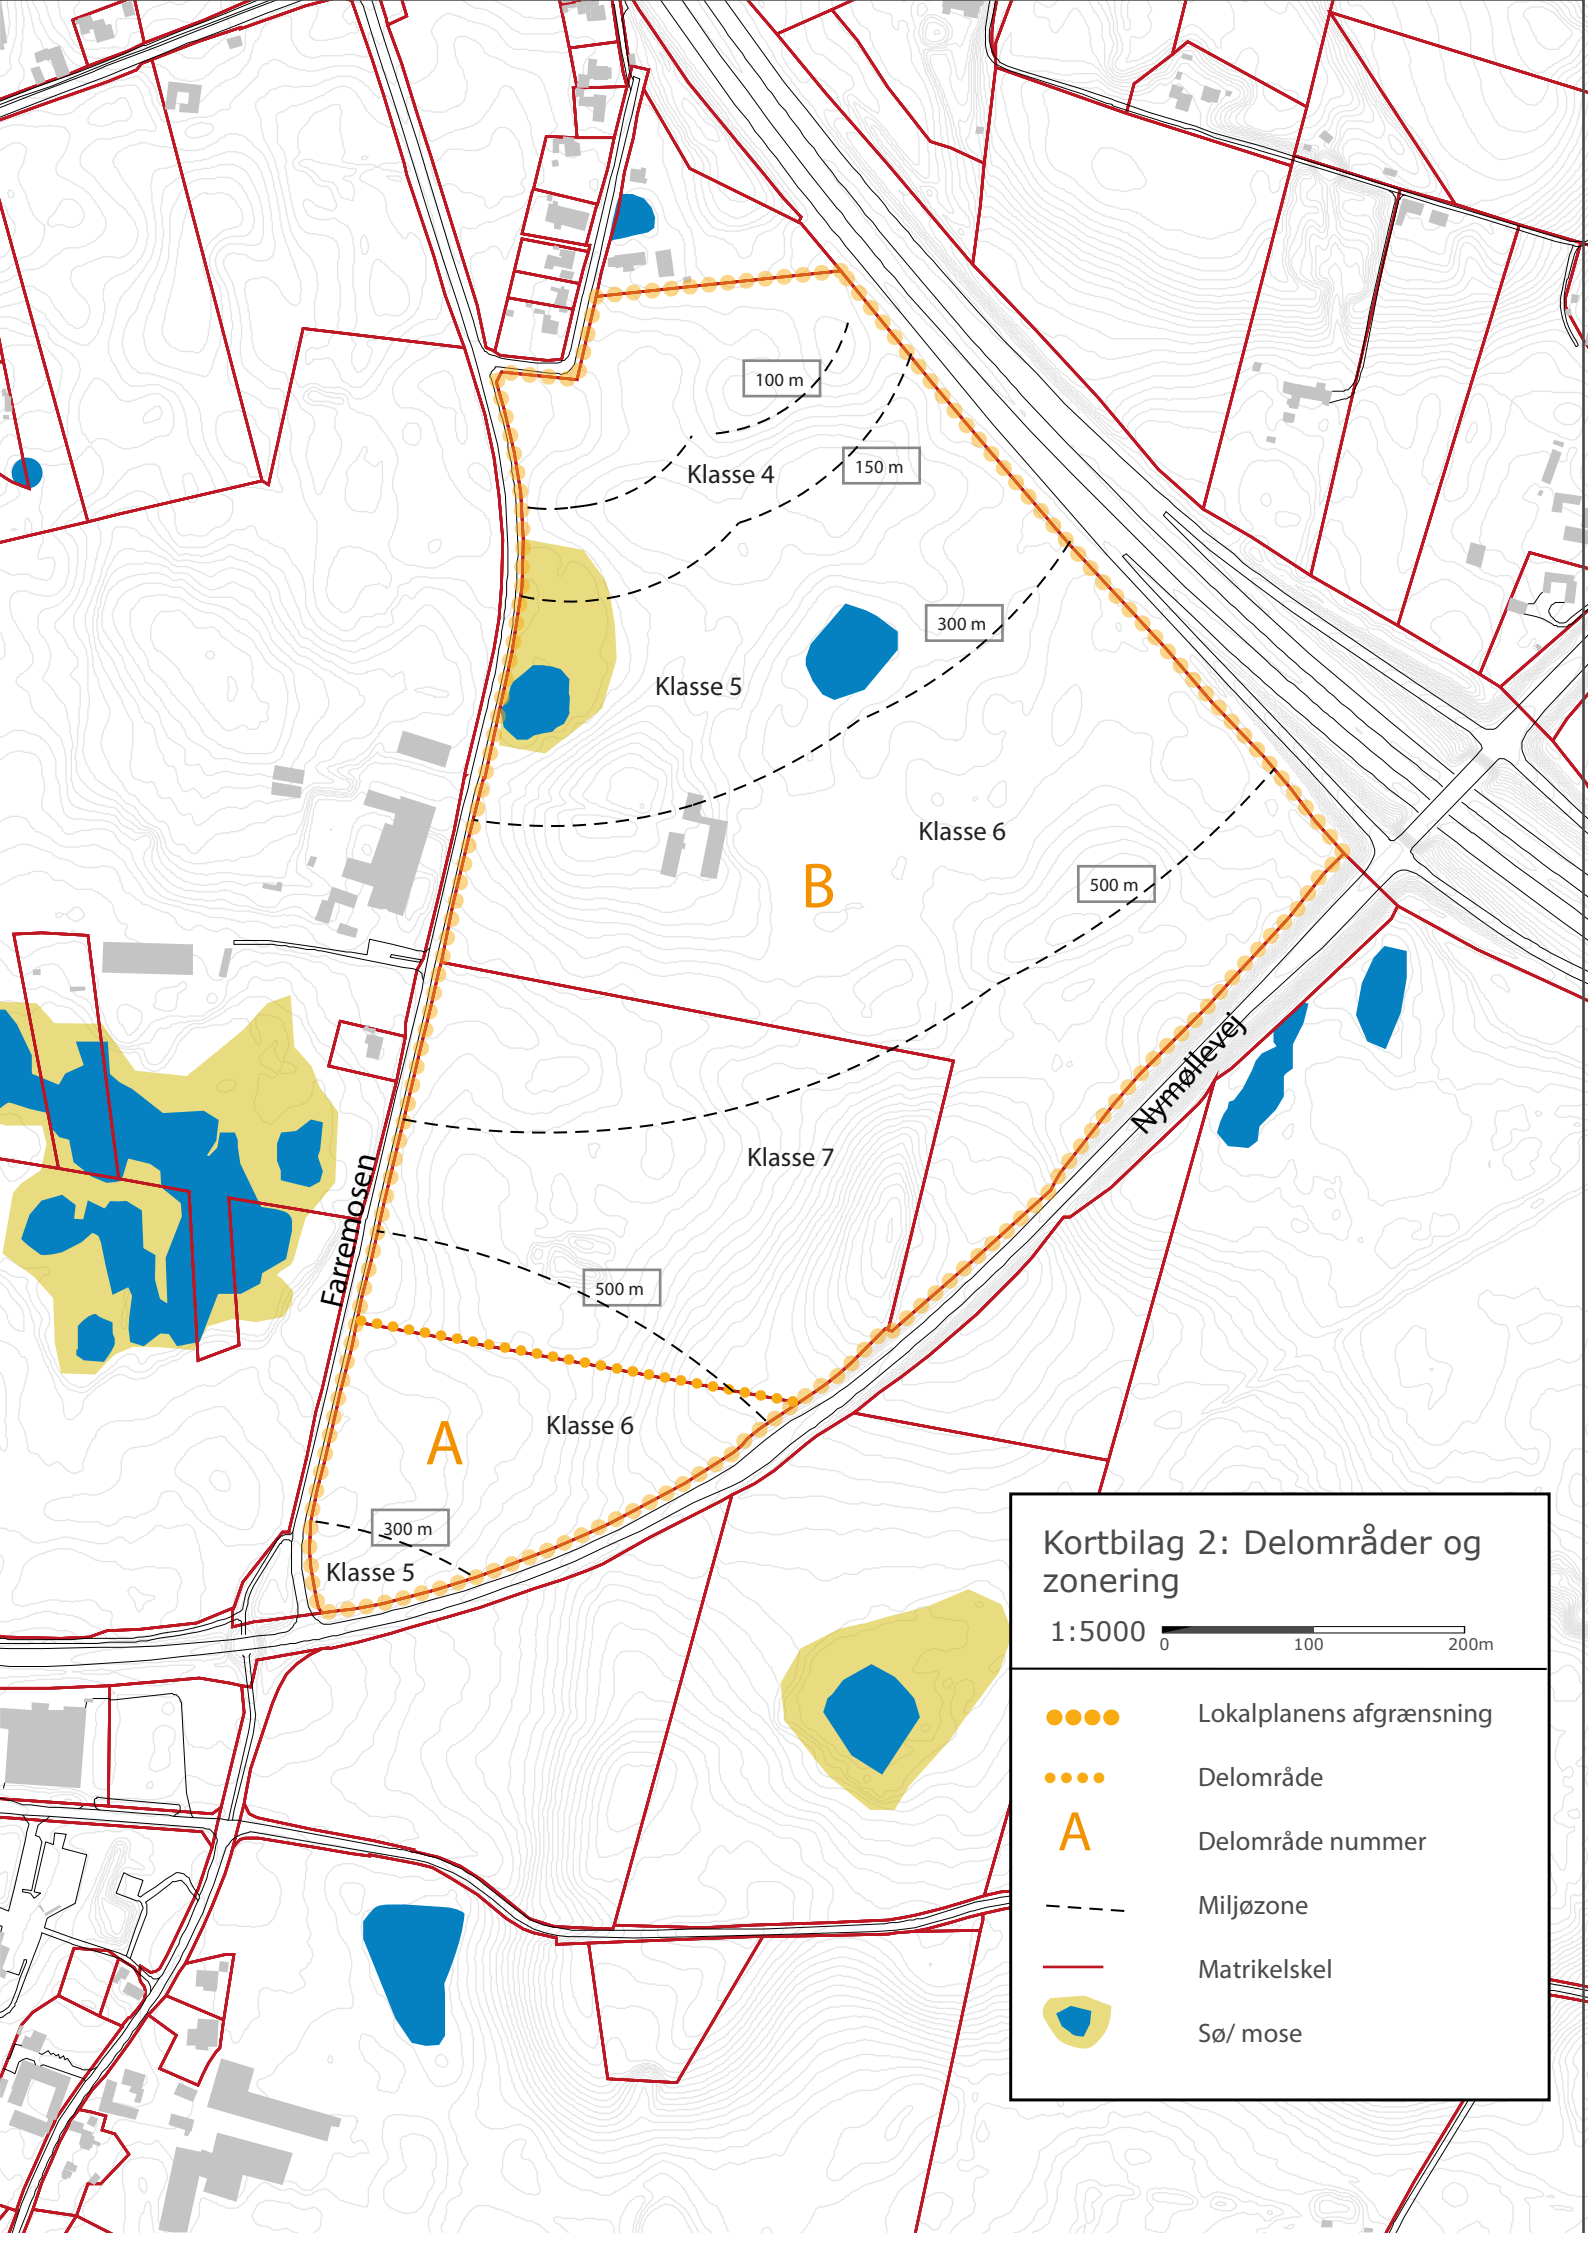 100 m
150 m
Klasse 4
300 m
Klasse 5
Klasse 6
B
500 m
Nymøllevej
Klasse 7
Farremosen
500 m
Klasse 6
A
300 m
Klasse 5
Kortbilag 2: Delområder og
zonering
1:5000
0 100 200m
Lokalplanens afgrænsning
Delområde
A Delområde nummer
Miljøzone
Matrikelskel
Sø/ mose